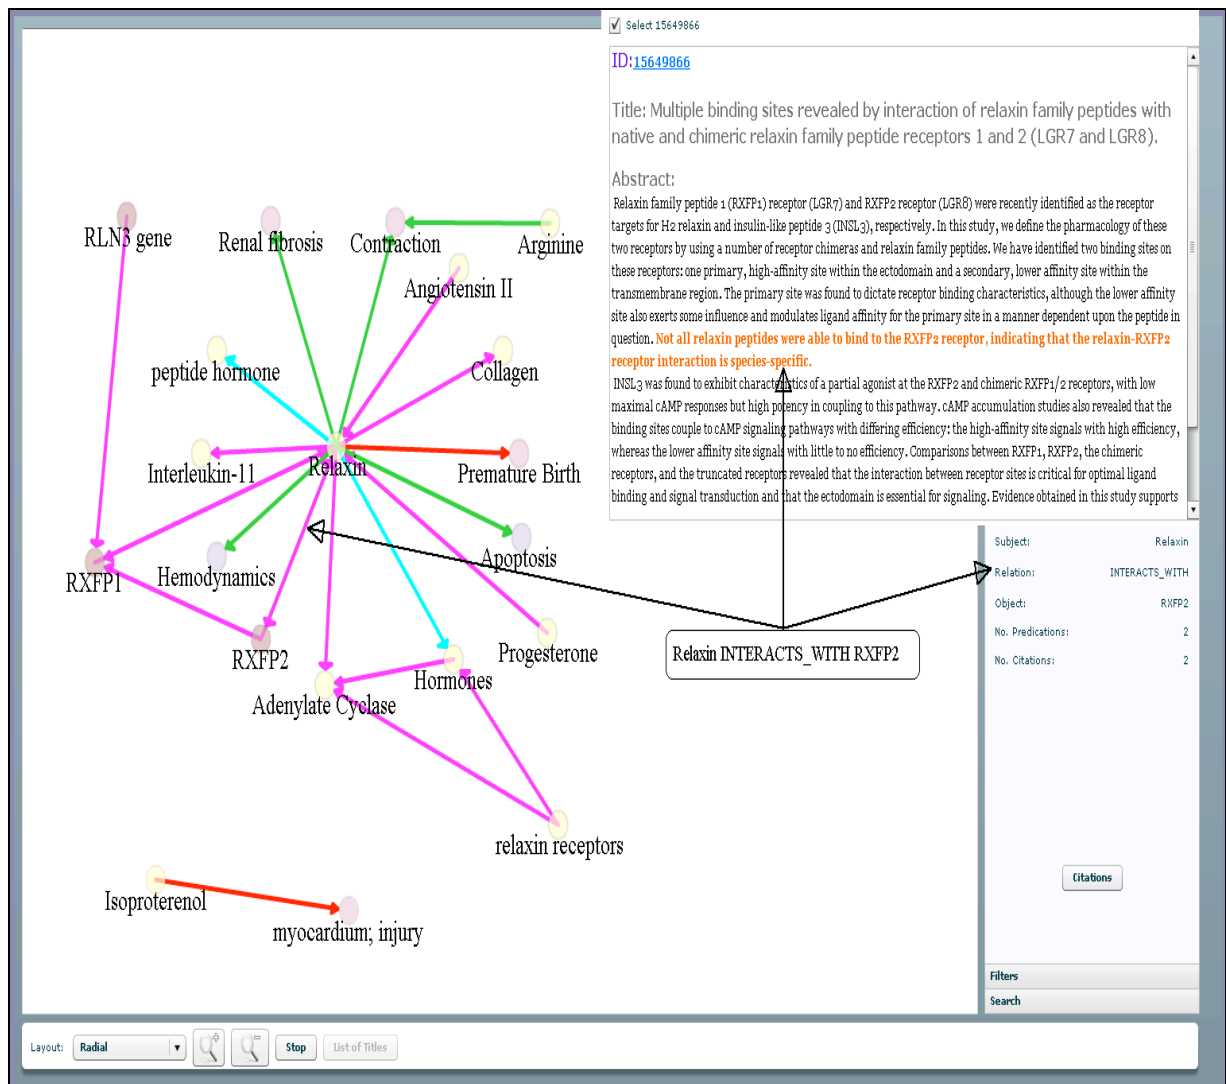 Select 15649866
ID:15649866
Title: Multiple binding sites revealed by interaction of relaxin family peptides with
native and chimeric relaxin family peptide receptors 1 and 2 (LGR7 and LGR8).
Abstract:
Relaxin family peptide 1 (RXFP1) receptor (LGR7) and RXFP2 receptor (LGR8) were recently identified as the receptor
targets for H2 relaxin and insulin-like peptide 3 (INSL3), respectively. In this study, we define the pharmacology of these
two receptors by using a number of receptor chimeras and relaxin family peptides. We have identified two binding sites on
these receptors: one primary, high-affinity site within the ectodomain and a secondary, lower affinity site within the
transmembrane region. The primary site was found to dictate receptor binding characteristics, although the lower affinity
site also exerts some influence and modulates ligand affinity for the primary site in a manner dependent upon the peptide in
question. Not all relaxin peptides were able to bind to the RXFP2 receptor, indicating that the relaxin-RXFP2
receptor interaction is species-specific.
INSL3 was found to exhibit characteristics of a partial agonist at the RXFP2 and chimeric RXFP1/2 receptors, with low
maximal cAMP responses but high potency in coupling to this pathway. cAMP accumulation studies also revealed that the
binding sites couple to cAMP signaling pathways with differing efficiency: the high-affinity site signals with high efficiency,
whereas the lower affinity site signals with little to no efficiency. Comparisons between RXFP1, RXFP2, the chimeric
receptors, and the truncated receptors revealed that the interaction between receptor sites is critical for optimal ligand
binding and signal transduction and that the ectodomain is essential for signaling. Evidence obtained in this study supports
RLN3 gene
Renal fibrosis
Contraction
Arginine
Angiotensin II
peptide hormone
Collagen
Interleukin-11
Relaxin
Premature Birth
RXFP1
Hemodynamics
Apoptosis
RXFP2
Progesterone
Hormones
Adenylate Cyclase
relaxin receptors
Isoproterenol
myocardium; injury
Relaxin INTERACTS_WITH RXFP2
Subject: Relaxin
Relation: INTERACTS_WITH
Object: RXFP2
No. Predications: 2
No. Citations: 2
Citations
Filters
Search
Layout: Radial Stop List of Titles